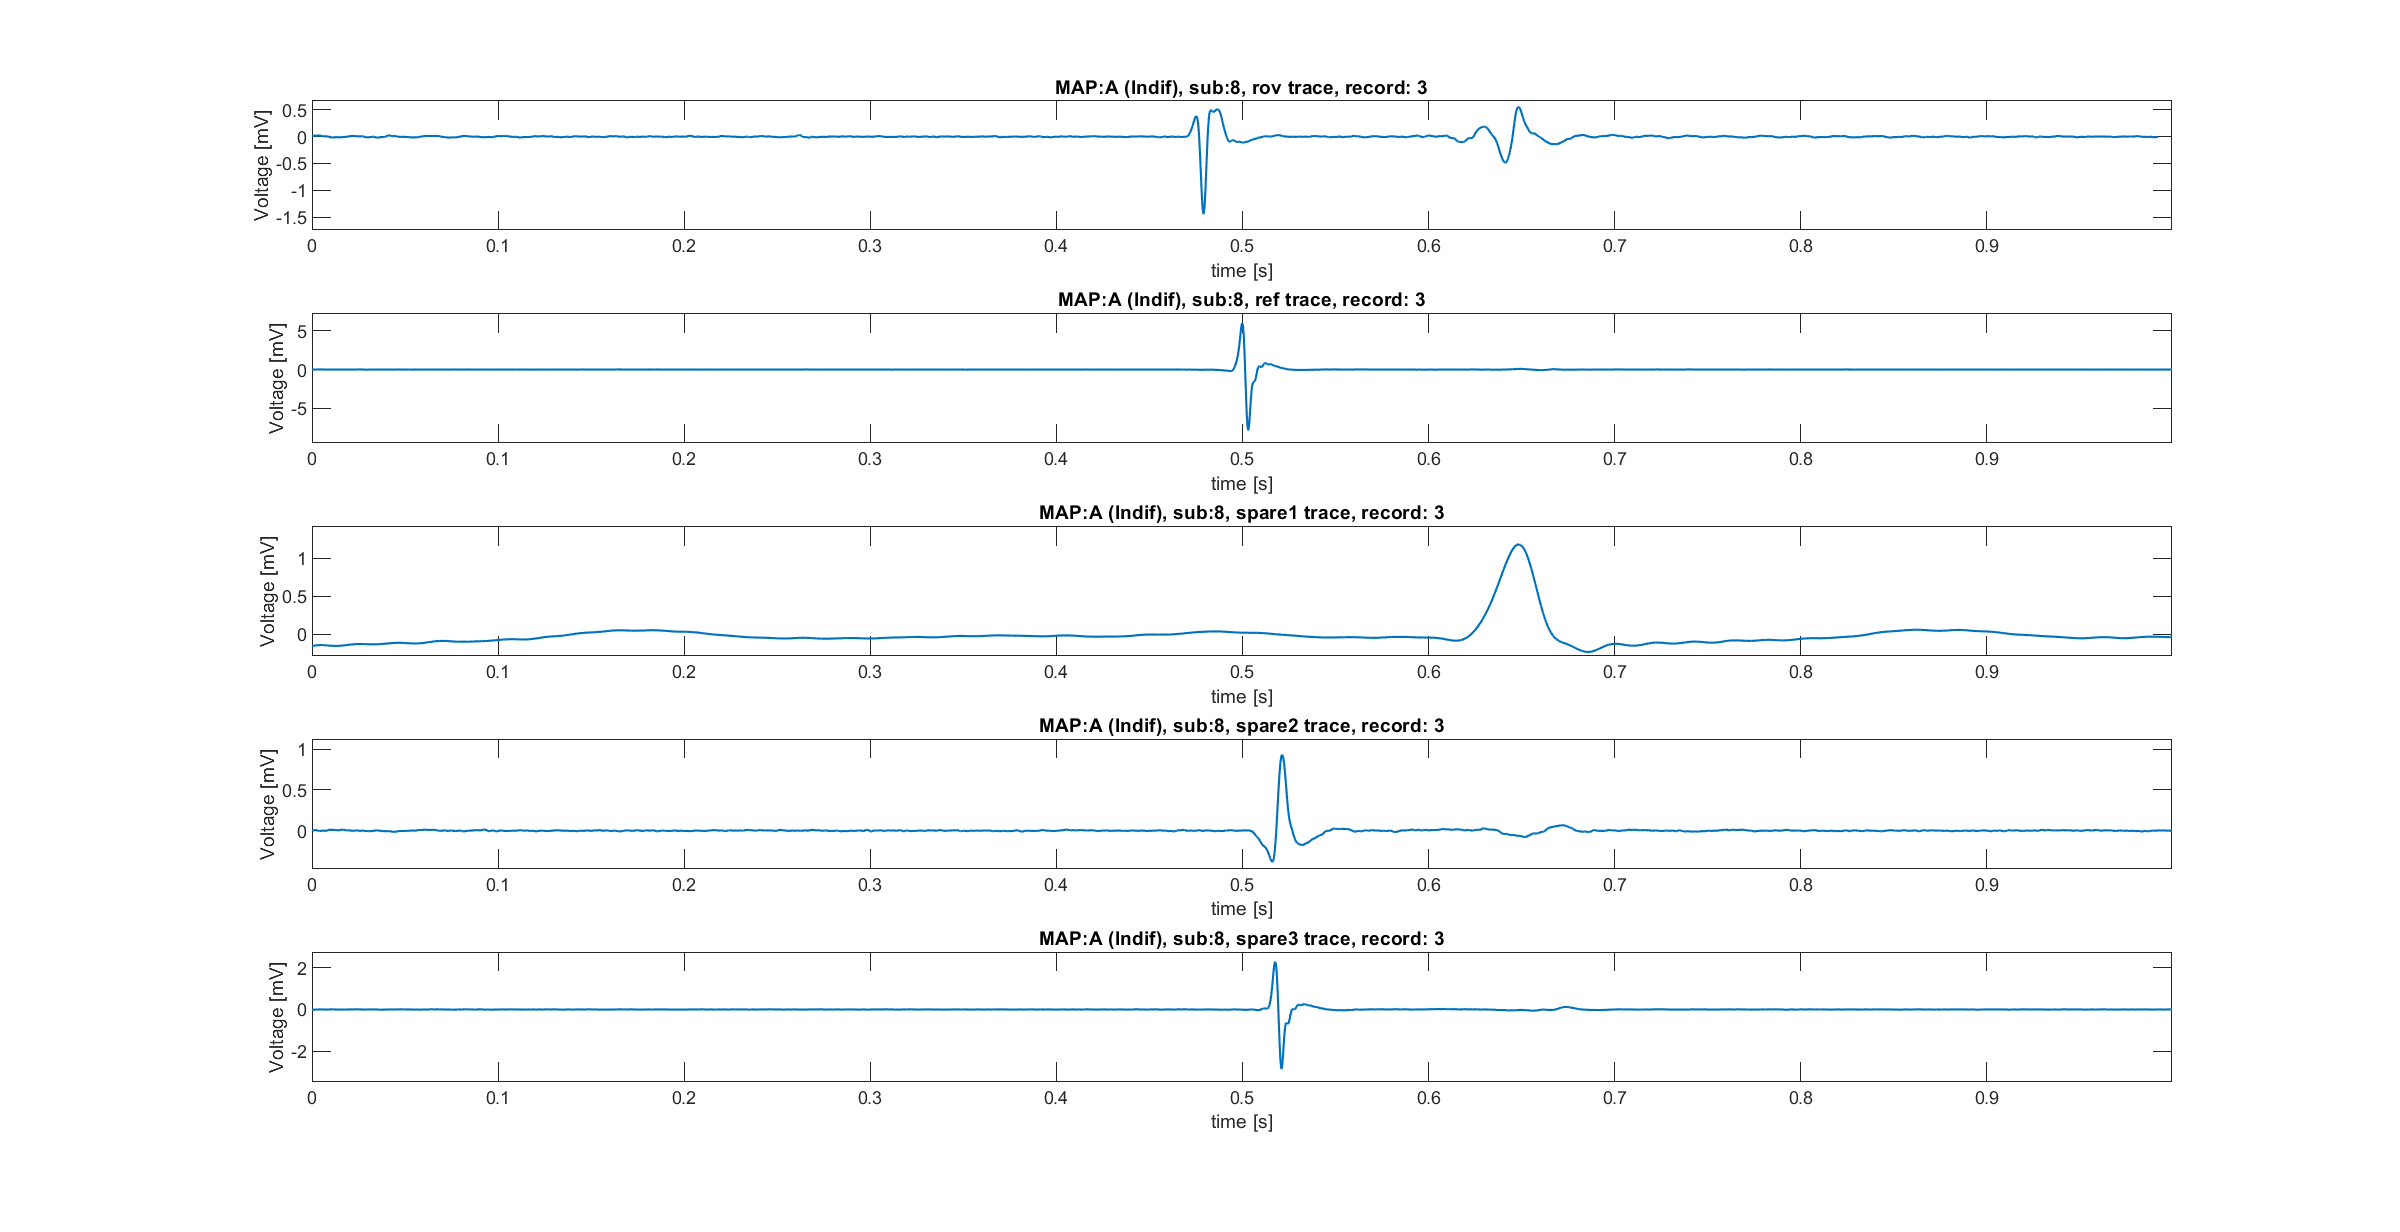 MAP:A (Indif), sub:8, rov trace, record: 3
Voltage [mV]
0.5
0
-0.5
-1
-1.5
0 0.1 0.2 0.3 0.4 0.5 0.6 0.7 0.8 0.9
time [s]
MAP:A (Indif), sub:8, ref trace, record: 3
Voltage [mV]
5
0
-5
0 0.1 0.2 0.3 0.4 0.5 0.6 0.7 0.8 0.9
time [s]
MAP:A (Indif), sub:8, spare1 trace, record: 3
Voltage [mV]
1
0.5
0
0 0.1 0.2 0.3 0.4 0.5 0.6 0.7 0.8 0.9
time [s]
MAP:A (Indif), sub:8, spare2 trace, record: 3
Voltage [mV]
1
0.5
0
0 0.1 0.2 0.3 0.4 0.5 0.6 0.7 0.8 0.9
time [s]
MAP:A (Indif), sub:8, spare3 trace, record: 3
Voltage [mV]
2
0
-2
0 0.1 0.2 0.3 0.4 0.5 0.6 0.7 0.8 0.9
time [s]